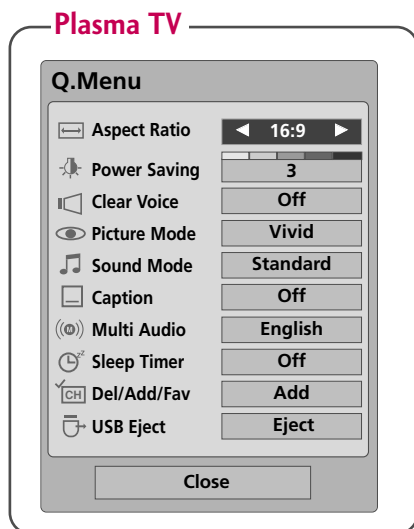 Plasma TV
Q.Menu
Aspect Ratio 16:9
Power Saving 3
Clear Voice Off
Picture Mode Vivid
Sound Mode Standard
Caption Off
Multi Audio English
Sleep Timer Off
CH Del/Add/Fav Add
USB Eject Eject
Close